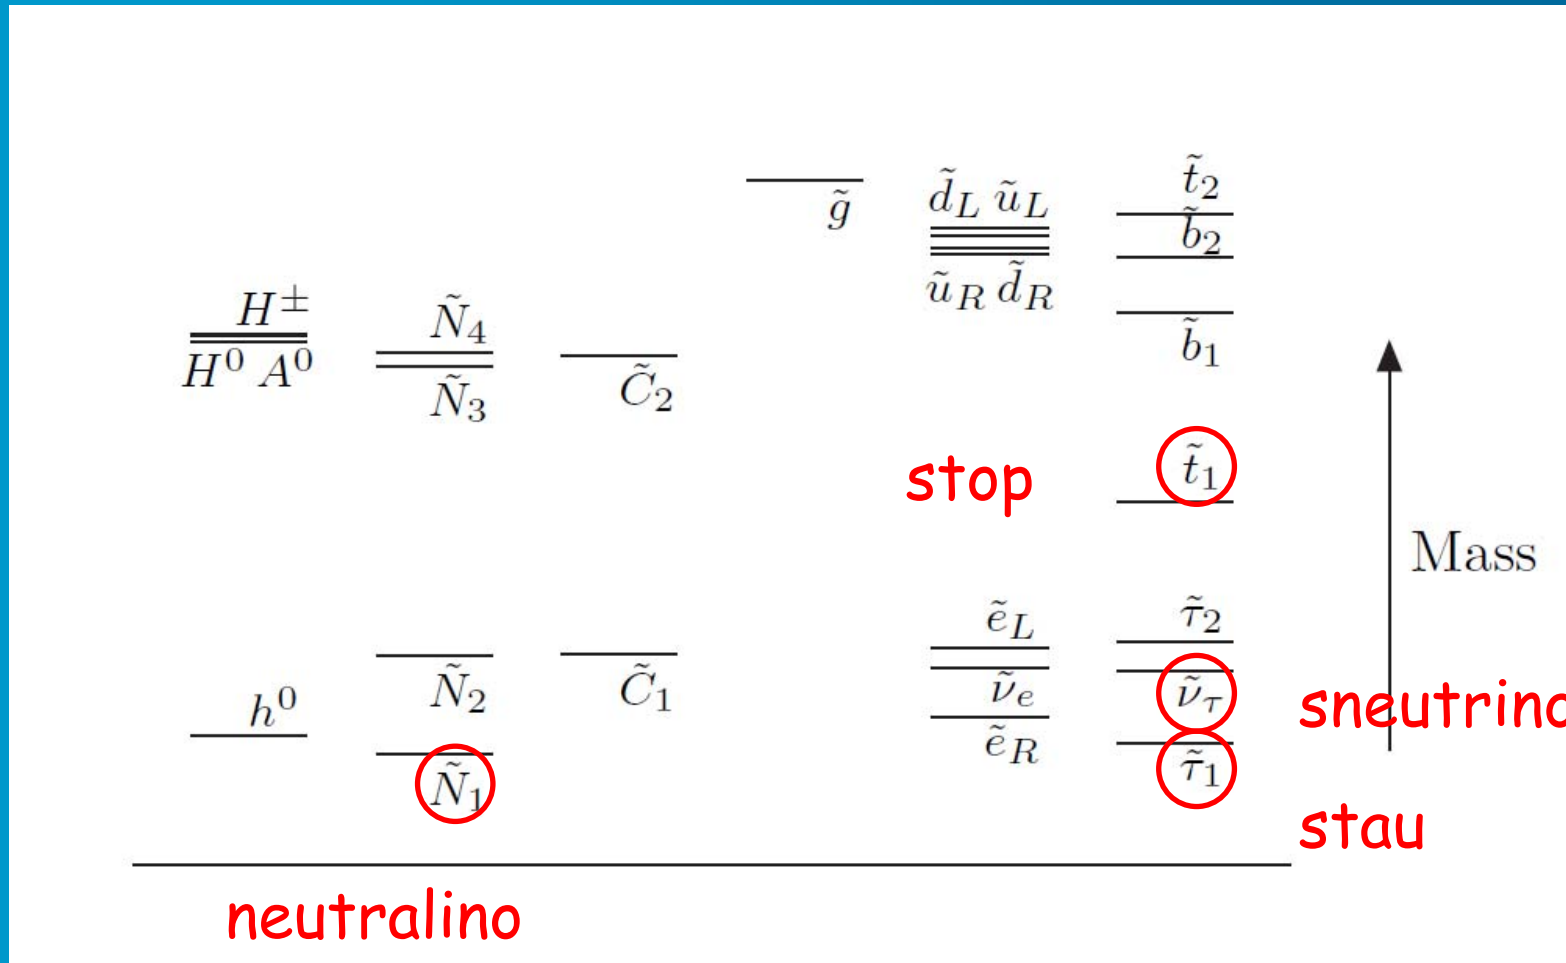 t̃₂
d̃_L ũ_L
g̃
b̃₂
ũ_R d̃_R
H^±
Ñ₄
H⁰ A⁰
b̃₁
C̃₂
Ñ₃
stop
t̃₁
Mass
ẽ_L
τ̃₂
Ñ₂
C̃₁
ν̃_e
ν̃_τ
h⁰
sneutrino
ẽ_R
τ̃₁
Ñ₁
stau
neutralino